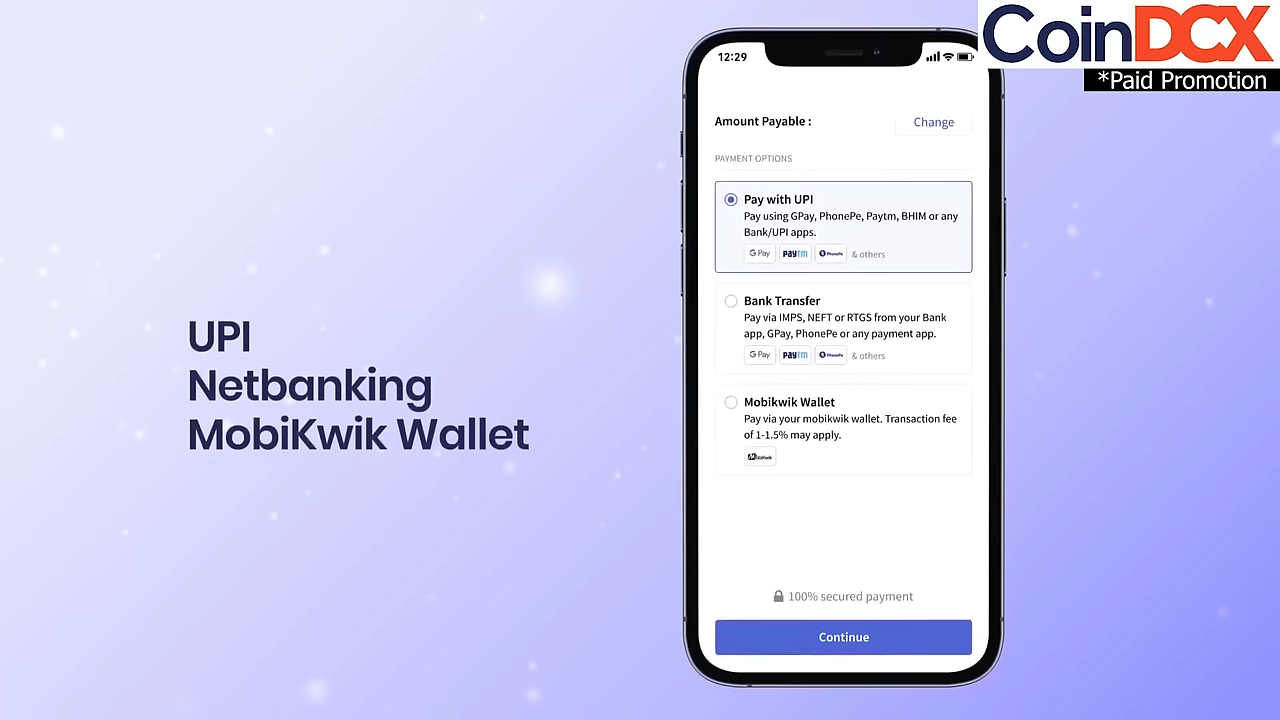 CoinDCX
*Paid Promotion
UPI
Netbanking
MobiKwik Wallet
12:29
Amount Payable :
Change
PAYMENT OPTIONS
Pay with UPI
Pay using GPay, PhonePe, Paytm, BHIM or any
Bank/UPI apps.
G Pay paytm PhonePe & others
Bank Transfer
Pay via IMPS, NEFT or RTGS from your Bank
app, GPay, PhonePe or any payment app.
G Pay paytm PhonePe & others
Mobikwik Wallet
Pay via your mobikwik wallet. Transaction fee
of 1-1.5% may apply.
MobiKwik
100% secured payment
Continue